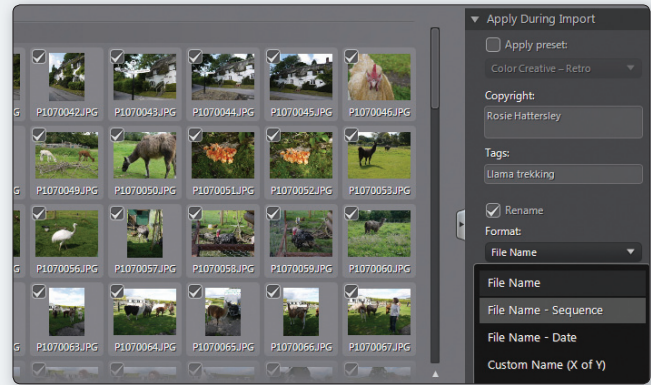 Apply During Import
Apply preset:
Color Creative – Retro
Copyright:
Rosie Hattersley
Tags:
Llama trekking
Rename
Format:
File Name
File Name
File Name - Sequence
File Name - Date
Custom Name (X of Y)
G P1070042.JPG P1070043.JPG P1070044.JPG P1070045.JPG P1070046.JPG
G P1070049.JPG P1070050.JPG P1070051.JPG P1070052.JPG P1070053.JPG
G P1070056.JPG P1070057.JPG P1070058.JPG P1070059.JPG P1070060.JPG
G P1070063.JPG P1070064.JPG P1070065.JPG P1070066.JPG P1070067.JPG